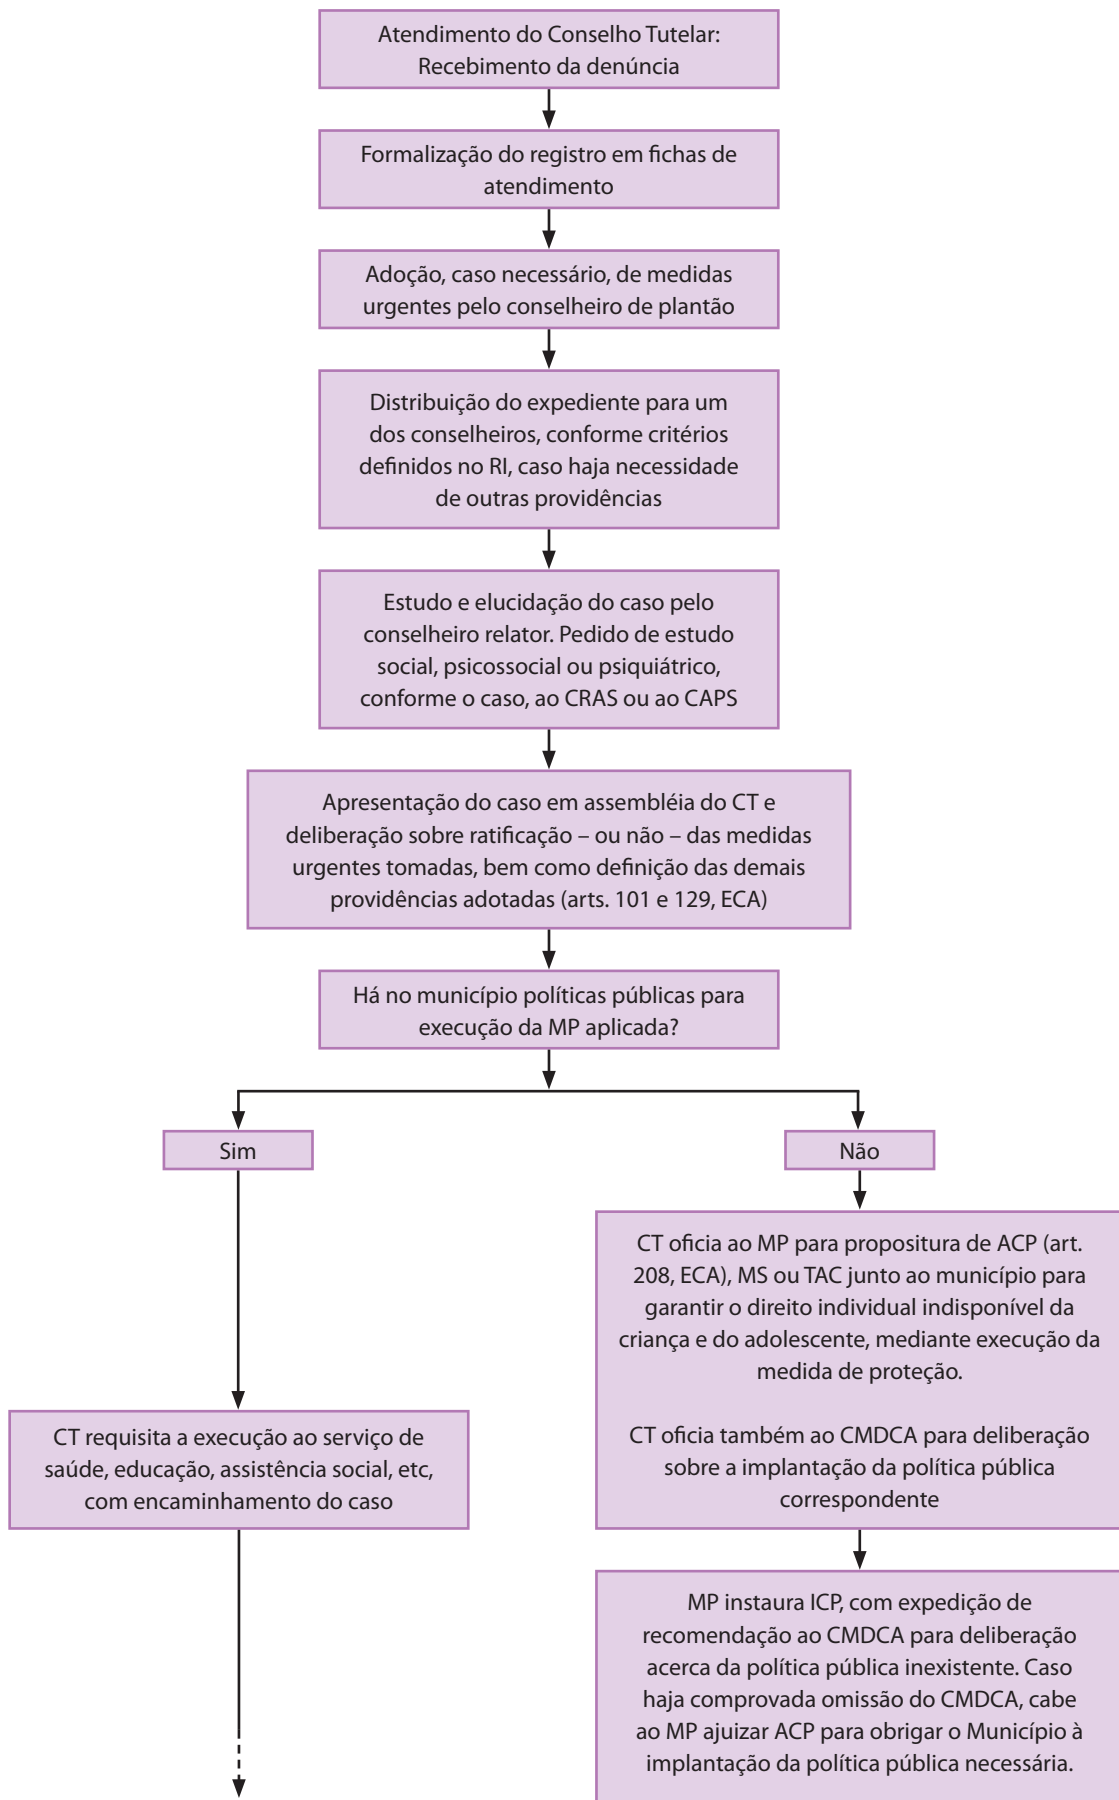 Atendimento do Conselho Tutelar:
Recebimento da denúncia
Formalização do registro em fichas de
atendimento
Adoção, caso necessário, de medidas
urgentes pelo conselheiro de plantão
Distribuição do expediente para um
dos conselheiros, conforme critérios
definidos no RI, caso haja necessidade
de outras providências
Estudo e elucidação do caso pelo
conselheiro relator. Pedido de estudo
social, psicossocial ou psiquiátrico,
conforme o caso, ao CRAS ou ao CAPS
Apresentação do caso em assembléia do CT e
deliberação sobre ratificação – ou não – das medidas
urgentes tomadas, bem como definição das demais
providências adotadas (arts. 101 e 129, ECA)
Há no município políticas públicas para
execução da MP aplicada?
Sim
Não
CT requisita a execução ao serviço de
saúde, educação, assistência social, etc,
com encaminhamento do caso
CT oficia ao MP para propositura de ACP (art.
208, ECA), MS ou TAC junto ao município para
garantir o direito individual indisponível da
criança e do adolescente, mediante execução da
medida de proteção.
CT oficia também ao CMDCA para deliberação
sobre a implantação da política pública
correspondente
MP instaura ICP, com expedição de
recomendação ao CMDCA para deliberação
acerca da política pública inexistente. Caso
haja comprovada omissão do CMDCA, cabe
ao MP ajuizar ACP para obrigar o Município à
implantação da política pública necessária.